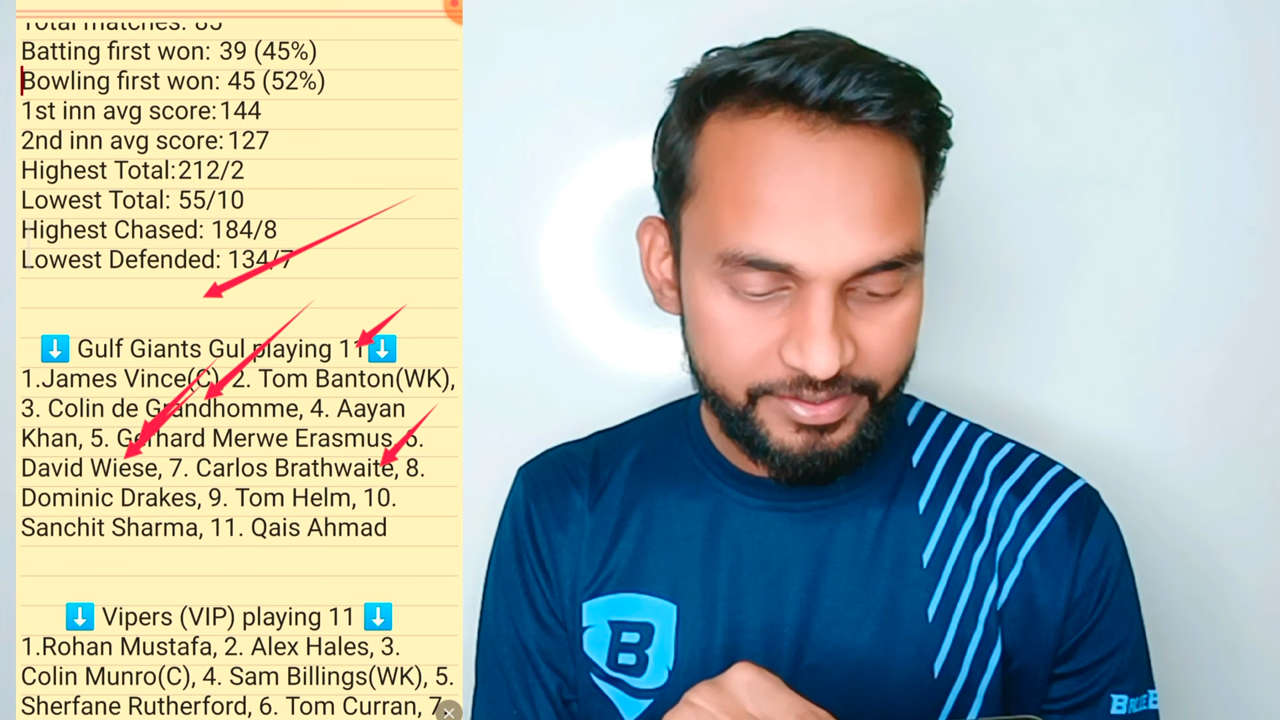 Total matches: 85
Batting first won: 39 (45%)
Bowling first won: 45 (52%)
1st inn avg score:144
2nd inn avg score:127
Highest Total:212/2
Lowest Total: 55/10
Highest Chased: 184/8
Lowest Defended: 134/7
⬇️ Gulf Giants Gul playing 11⬇️
1.James Vince(C), 2. Tom Banton(WK),
3. Colin de Grandhomme, 4. Aayan
Khan, 5. Gerhard Merwe Erasmus, 6.
David Wiese, 7. Carlos Brathwaite, 8.
Dominic Drakes, 9. Tom Helm, 10.
Sanchit Sharma, 11. Qais Ahmad
⬇️ Vipers (VIP) playing 11 ⬇️
1.Rohan Mustafa, 2. Alex Hales, 3.
Colin Munro(C), 4. Sam Billings(WK), 5.
Sherfane Rutherford, 6. Tom Curran, 7.
B